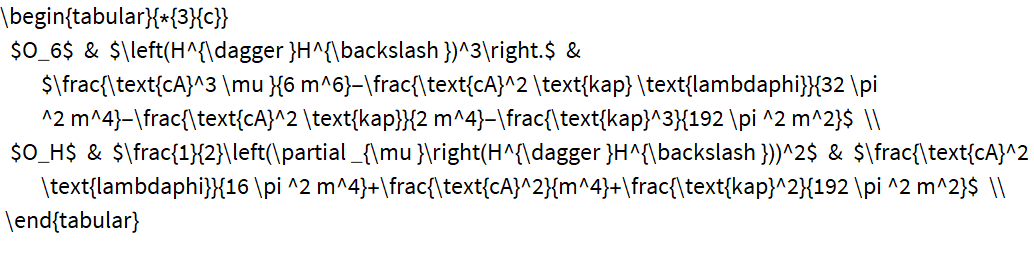 \begin{tabular}{*{3}{c}}
$O_6$ & $\left(H^{\dagger }H^{\backslash })^3\right.$ &
$\frac{\text{cA}^3 \mu }{6 m^6}−\frac{\text{cA}^2 \text{kap} \text{lambdaphi}}{32 \pi
^2 m^4}−\frac{\text{cA}^2 \text{kap}}{2 m^4}−\frac{\text{kap}^3}{192 \pi ^2 m^2}$ \\
$O_H$ & $\frac{1}{2}\left(\partial _{\mu }\right(H^{\dagger }H^{\backslash }))^2$ & $\frac{\text{cA}^2
\text{lambdaphi}}{16 \pi ^2 m^4}+\frac{\text{cA}^2}{m^4}+\frac{\text{kap}^2}{192 \pi ^2 m^2}$ \\
\end{tabular}